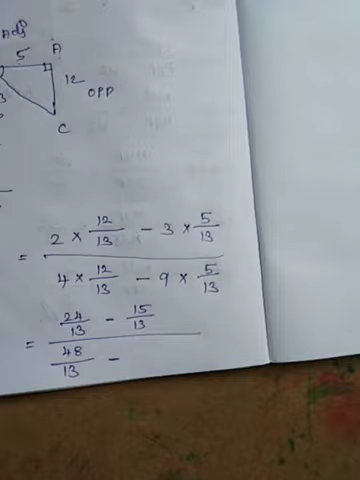 Adj
5 A
12
OPP
C
= 2 × 12/13 - 3 × 5/13
4 × 12/13 - 9 × 5/13
= 24/13 - 15/13
48/13 -